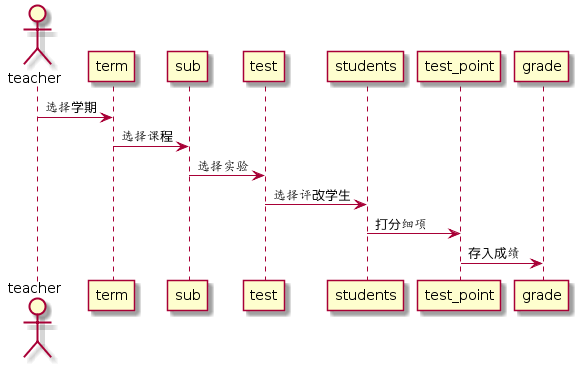 teacher
term
sub
test
students
test_point
grade
选择学期
选择课程
选择实验
选择评改学生
打分细项
存入成绩
teacher
term
sub
test
students
test_point
grade